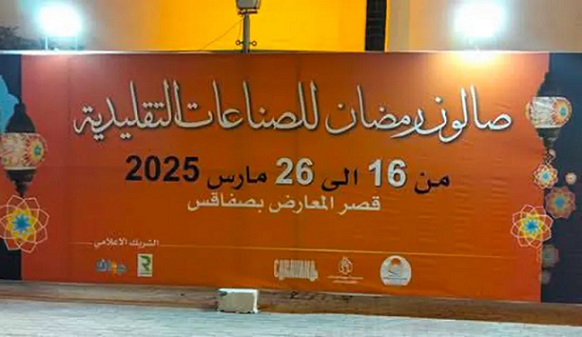 صالون رمضان للصناعات التقليدية
من 16 الى 26 مارس 2025
قصر المعارض بصفاقس
الشريك الاعلامي